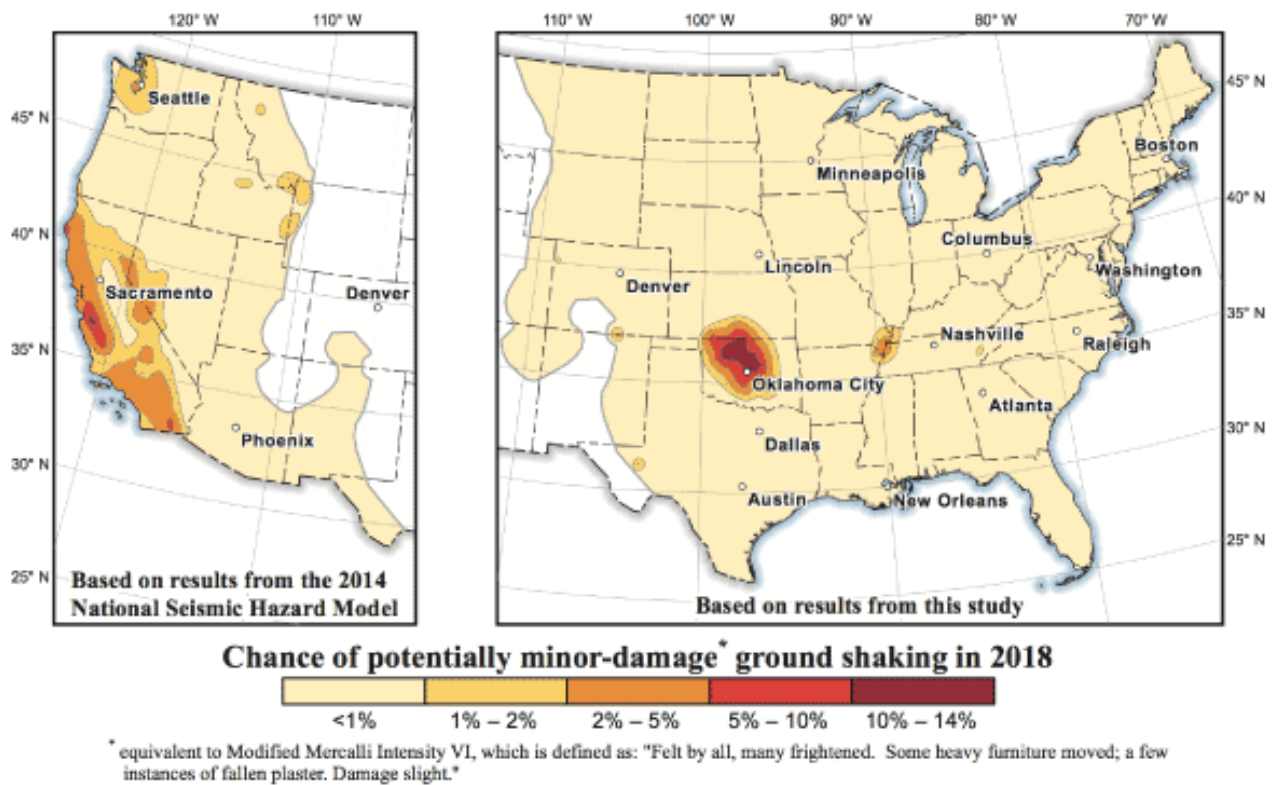 120° W 110° W
110° W 100° W 90° W 80° W 70° W
45° N
40° N
35° N
30° N
25° N
Seattle
Sacramento
Denver
Phoenix
Based on results from the 2014
National Seismic Hazard Model
45° N
40° N
35° N
30° N
25° N
Boston
Minneapolis
Columbus
Lincoln
Washington
Denver
Nashville
Raleigh
Oklahoma City
Atlanta
Dallas
Austin
New Orleans
Based on results from this study
Chance of potentially minor-damage* ground shaking in 2018
<1% 1% – 2% 2% – 5% 5% – 10% 10% – 14%
* equivalent to Modified Mercalli Intensity VI, which is defined as: "Felt by all, many frightened. Some heavy furniture moved; a few
instances of fallen plaster. Damage slight."